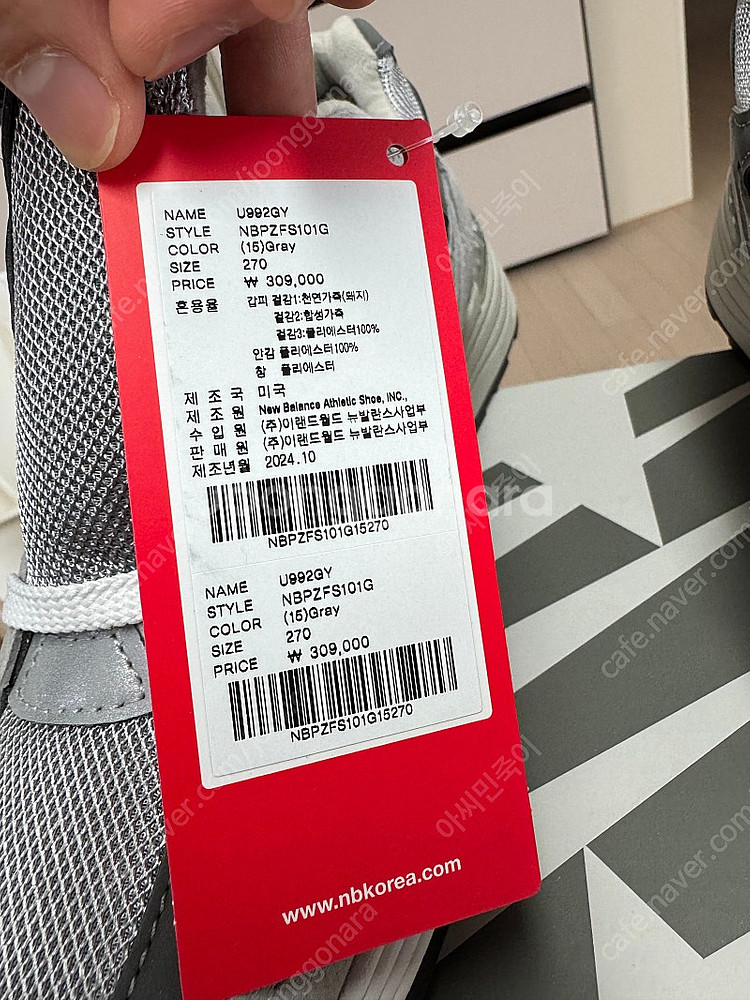 NAME U992GY
STYLE NBPZFS101G
COLOR (15)Gray
SIZE 270
PRICE ₩ 309,000
혼용율 갑피 겉감1:천연가죽(돼지)
겉감2:합성가죽
겉감3:폴리에스터100%
안감 폴리에스터100%
창 폴리에스터
제조국 미국
제조원 New Balance Athletic Shoe, INC.,
수입원 (주)이랜드월드 뉴발란스사업부
판매원 (주)이랜드월드 뉴발란스사업부
제조년월 2024.10
NBPZFS101G15270
NAME U992GY
STYLE NBPZFS101G
COLOR (15)Gray
SIZE 270
PRICE ₩ 309,000
NBPZFS101G15270
www.nbkorea.com
아씨민족이
cafe.naver.com